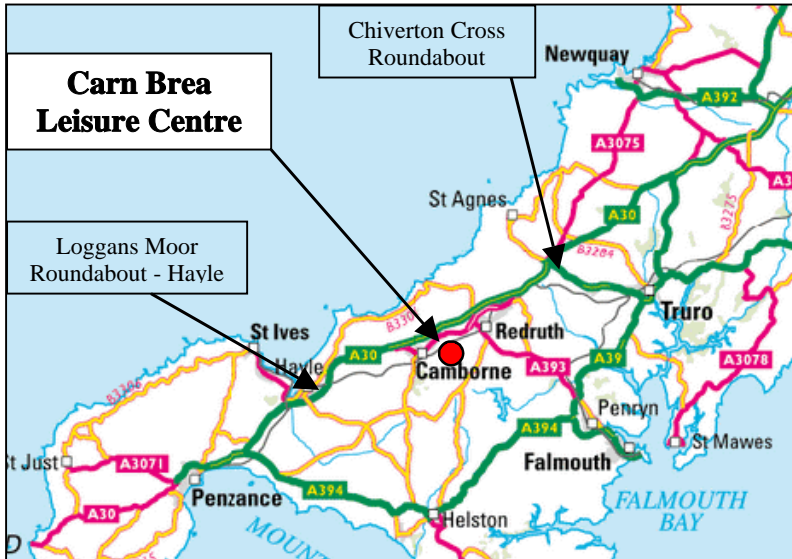 Chiverton Cross
Roundabout
Newquay
Carn Brea
Leisure Centre
A392
A3075
St Agnes
A30
B3275
B3284
Loggans Moor
Roundabout - Hayle
Truro
St Ives
Redruth
A30
Hayle
Camborne
A39
A3078
A393
Penryn
St Mawes
A394
Falmouth
St Just
A3071
Penzance
A394
A30
Helston
FALMOUTH
BAY